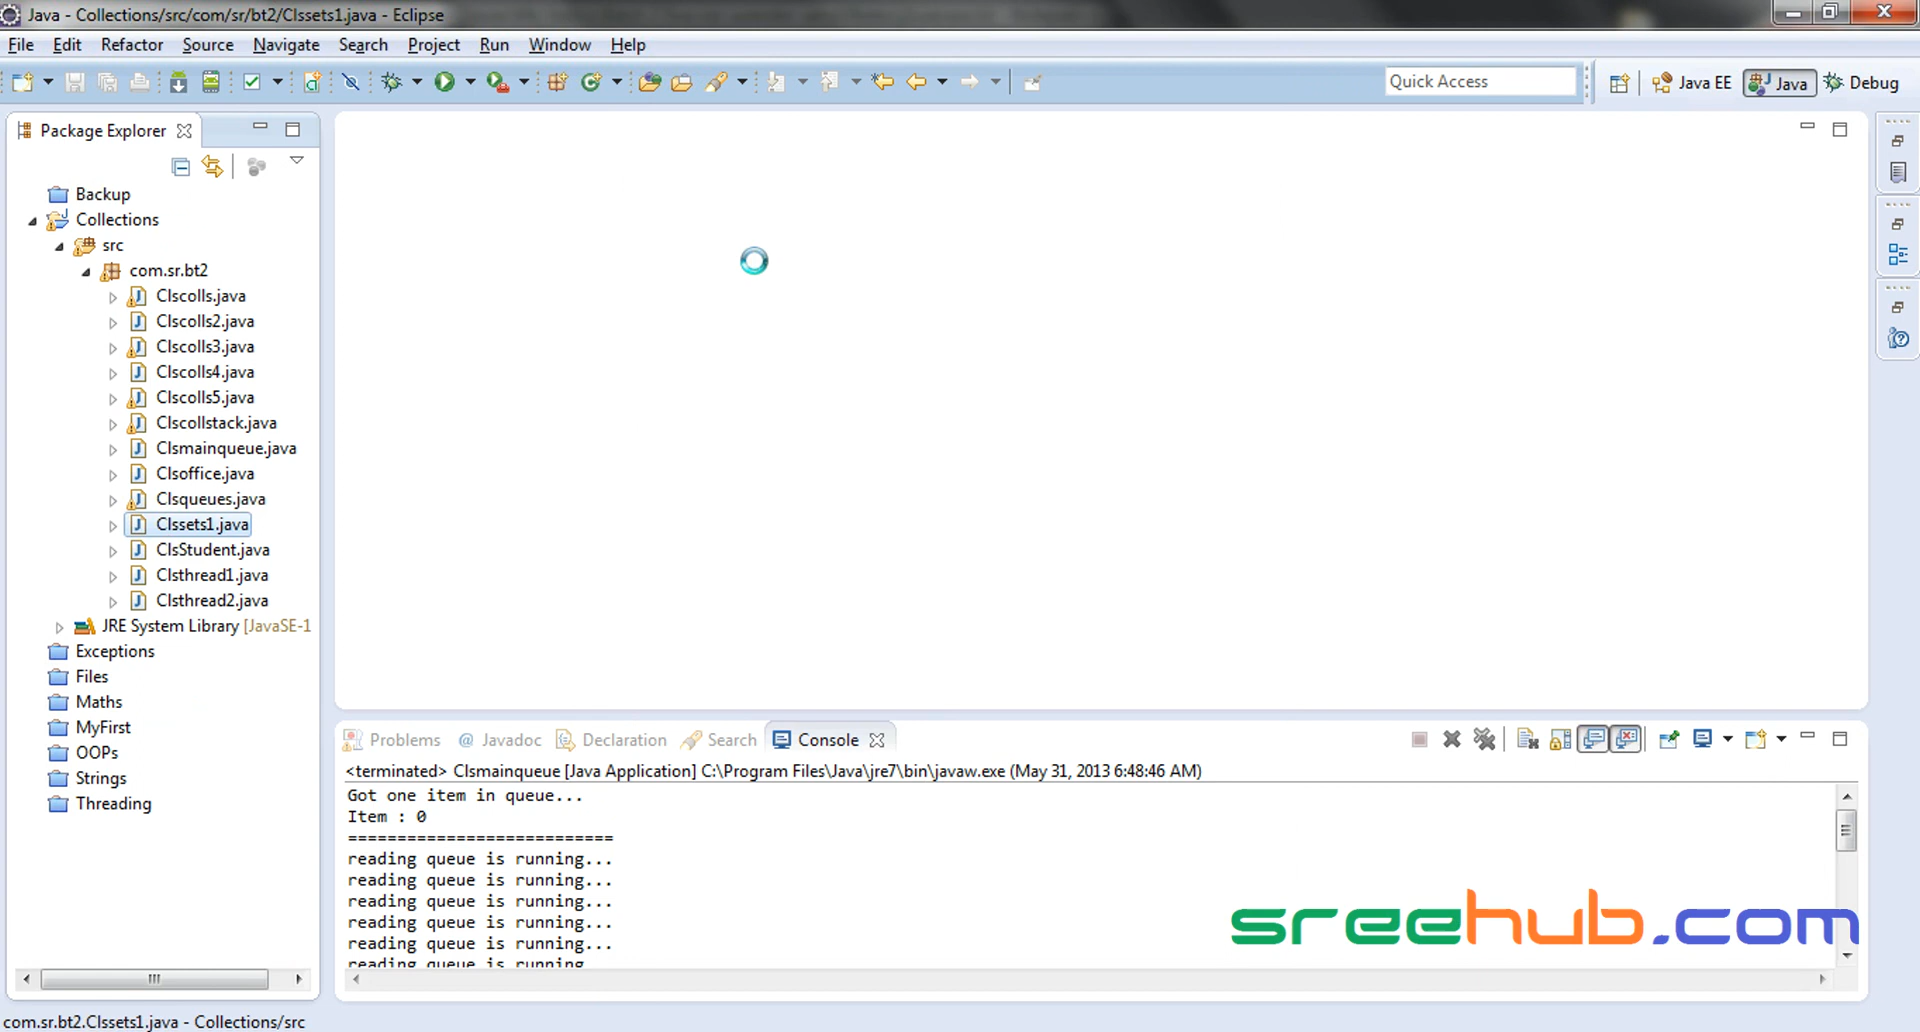 Java - Collections/src/com/sr/bt2/Clssets1.java - Eclipse
File Edit Refactor Source Navigate Search Project Run Window Help
Quick Access Java EE Java Debug
Package Explorer
Backup
Collections
src
com.sr.bt2
Clscolls.java
Clscolls2.java
Clscolls3.java
Clscolls4.java
Clscolls5.java
Clscollstack.java
Clsmainqueue.java
Clsoffice.java
Clsqueues.java
Clssets1.java
ClsStudent.java
Clsthread1.java
Clsthread2.java
JRE System Library [JavaSE-1
Exceptions
Files
Maths
MyFirst
OOPs
Strings
Threading
Problems @ Javadoc Declaration Search Console
<terminated> Clsmainqueue [Java Application] C:\Program Files\Java\jre7\bin\javaw.exe (May 31, 2013 6:48:46 AM)
Got one item in queue...
Item : 0
===========================
reading queue is running...
reading queue is running...
reading queue is running...
reading queue is running...
reading queue is running...
reading queue is running
sreehub.com
com.sr.bt2.Clssets1.java - Collections/src